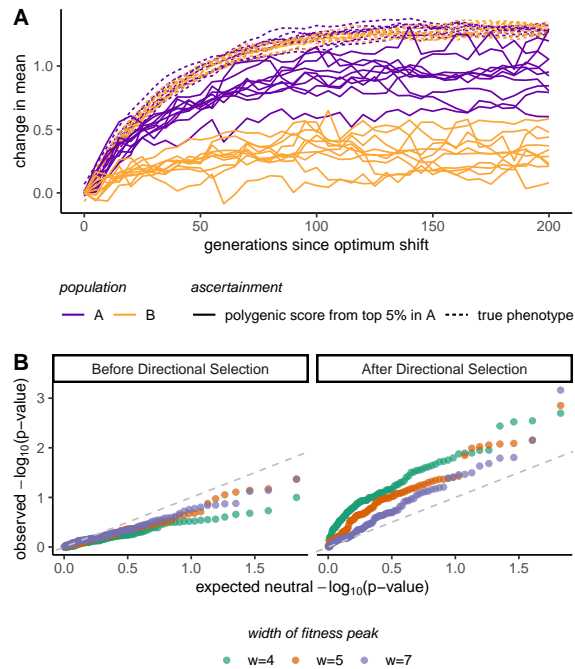 A
change in mean
1.0
0.5
0.0
0
50
100
150
200
generations since optimum shift
population
ascertainment
A
B
polygenic score from top 5% in A
true phenotype
B
Before Directional Selection
After Directional Selection
observed −log10(p−value)
3
2
1
0
0.0
0.5
1.0
1.5
0.0
0.5
1.0
1.5
expected neutral −log10(p−value)
width of fitness peak
w=4
w=5
w=7